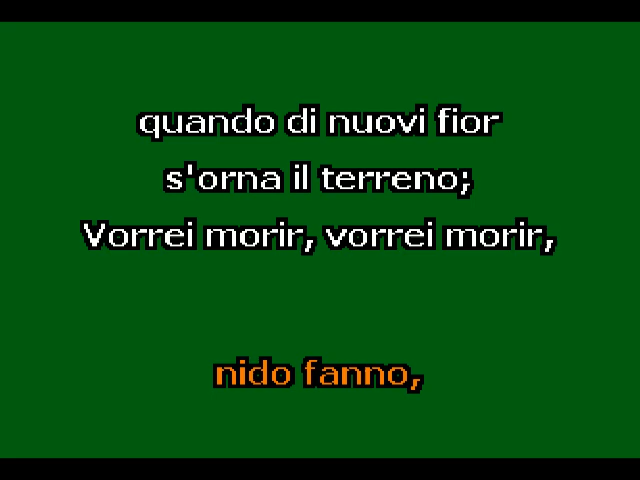 quando di nuovi fior
s'orna il terreno;
Vorrei morir, vorrei morir,
nido fanno,